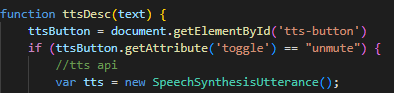 function ttsDesc(text) {
    ttsButton = document.getElementById('tts-button')
    if (ttsButton.getAttribute('toggle') == "unmute") {
        //tts api
        var tts = new SpeechSynthesisUtterance();